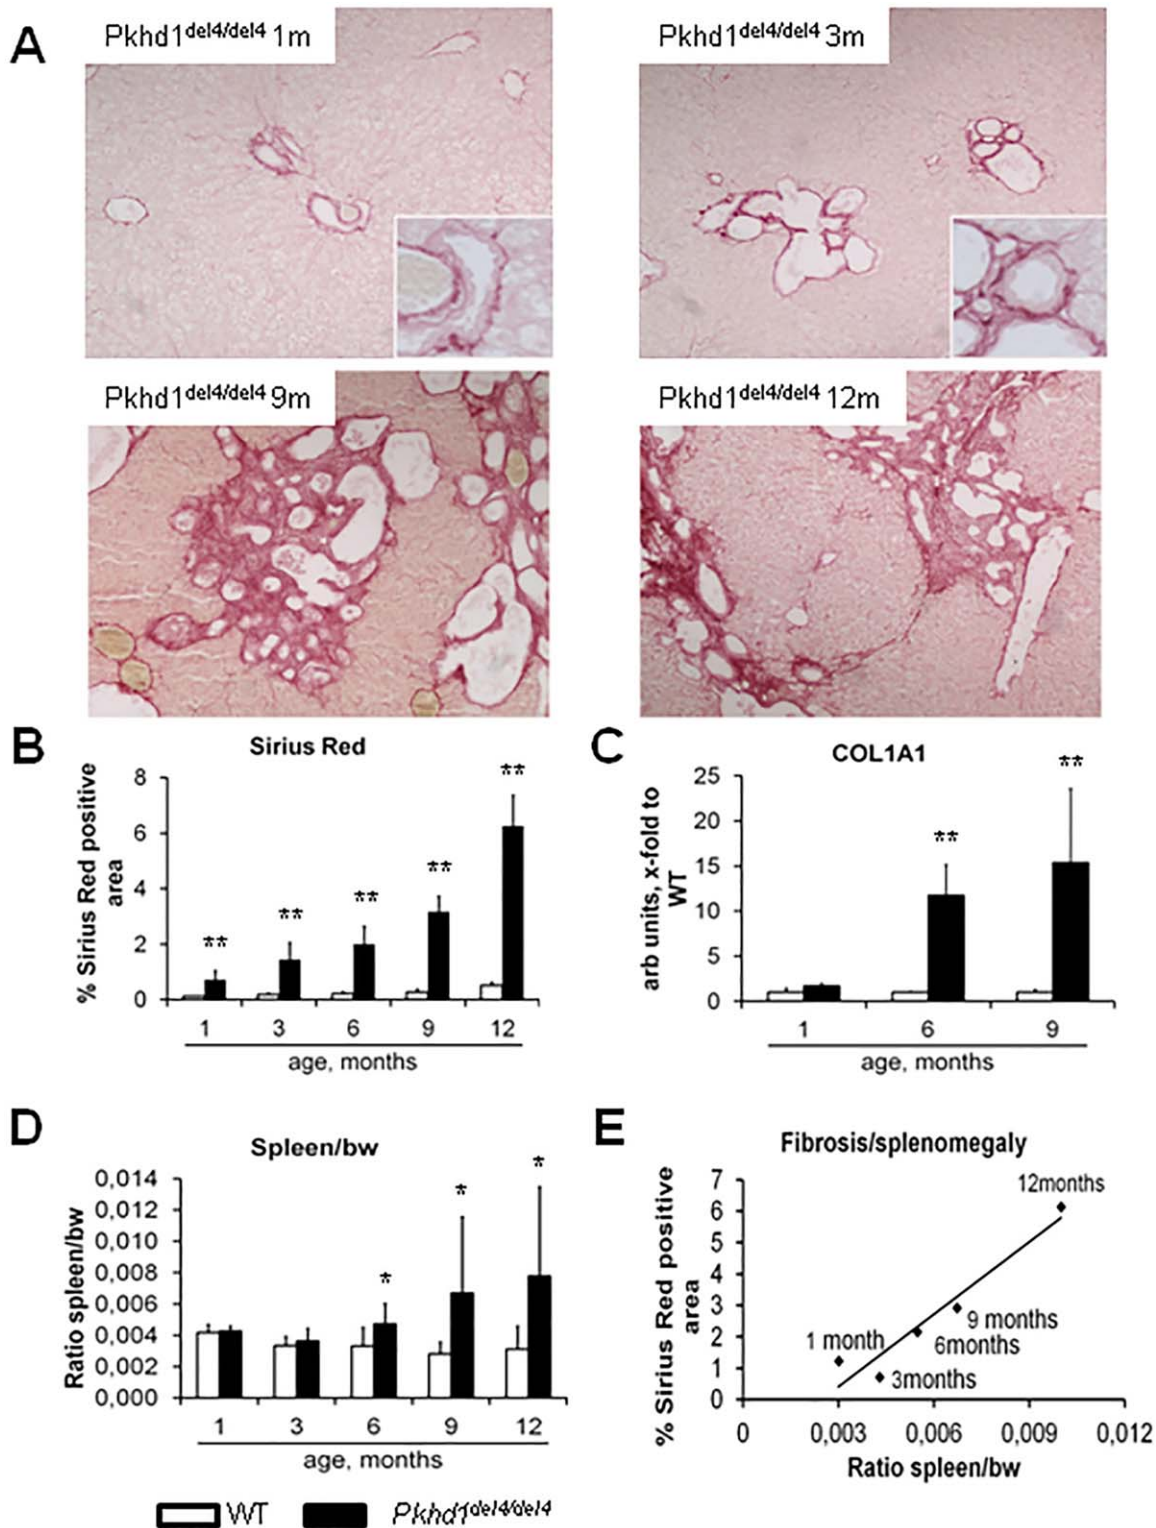 A
Pkhd1del4/del4 1m
Pkhd1del4/del4 3m
Pkhd1del4/del4 9m
Pkhd1del4/del4 12m
B
Sirius Red
% Sirius Red positive
area
8
6
4
2
0
**
**
**
**
**
1 3 6 9 12
age, months
C
COL1A1
arb units, x-fold to
WT
25
20
15
10
5
0
**
**
1 6 9
age, months
D
Spleen/bw
Ratio spleen/bw
0,014
0,012
0,010
0,008
0,006
0,004
0,002
0,000
*
*
*
1 3 6 9 12
age, months
WT Pkhd1del4/del4
E
Fibrosis/splenomegaly
% Sirius Red positive
area
7
6
5
4
3
2
1
0
12months
9 months
6months
1 month
3months
0 0,003 0,006 0,009 0,012
Ratio spleen/bw